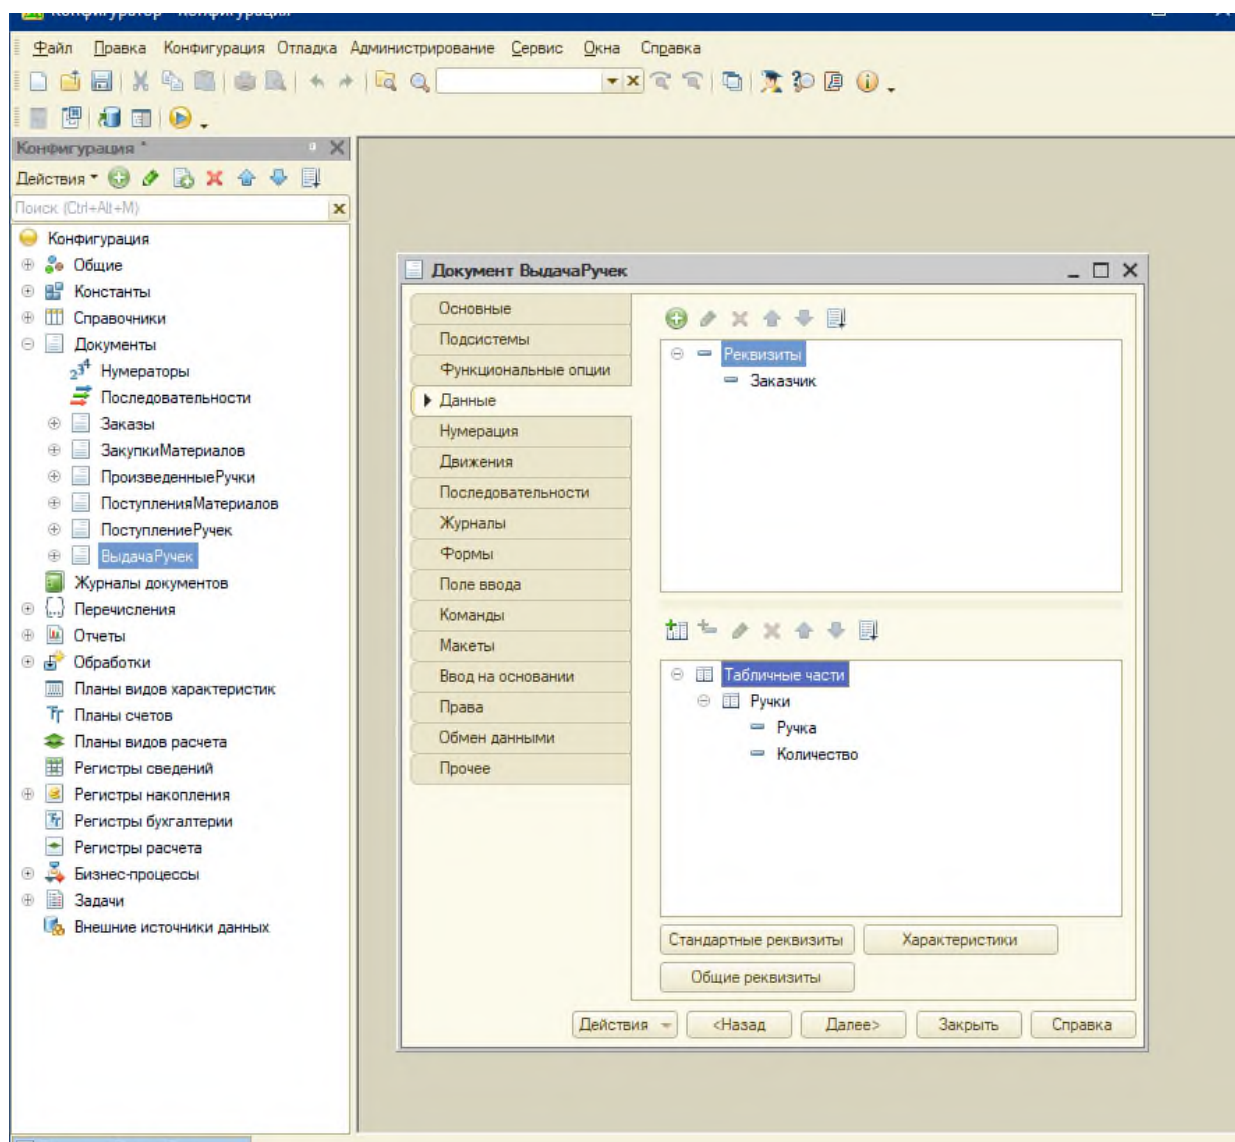 Конфигуратор - Конфигурация
Файл Правка Конфигурация Отладка Администрирование Сервис Окна Справка
Конфигурация *
Действия
Поиск (Ctrl+Alt+M)
Конфигурация
Общие
Константы
Справочники
Документы
Нумераторы
Последовательности
Заказы
ЗакупкиМатериалов
ПроизведенныеРучки
ПоступленияМатериалов
ПоступлениеРучек
ВыдачаРучек
Журналы документов
Перечисления
Отчеты
Обработки
Планы видов характеристик
Планы счетов
Планы видов расчета
Регистры сведений
Регистры накопления
Регистры бухгалтерии
Регистры расчета
Бизнес-процессы
Задачи
Внешние источники данных
Документ ВыдачаРучек
Основные
Подсистемы
Функциональные опции
Данные
Нумерация
Движения
Последовательности
Журналы
Формы
Поле ввода
Команды
Макеты
Ввод на основании
Права
Обмен данными
Прочее
Реквизиты
Заказчик
Табличные части
Ручки
Ручка
Количество
Стандартные реквизиты Характеристики
Общие реквизиты
Действия <Назад Далее> Закрыть Справка